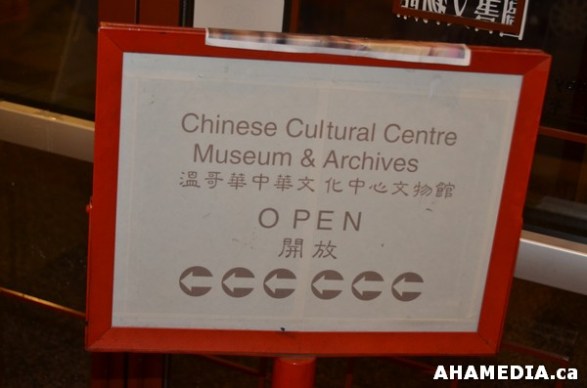 Chinese Cultural Centre
Museum & Archives
溫哥華中華文化中心文物館
OPEN
開放
AHAMEDIA.ca